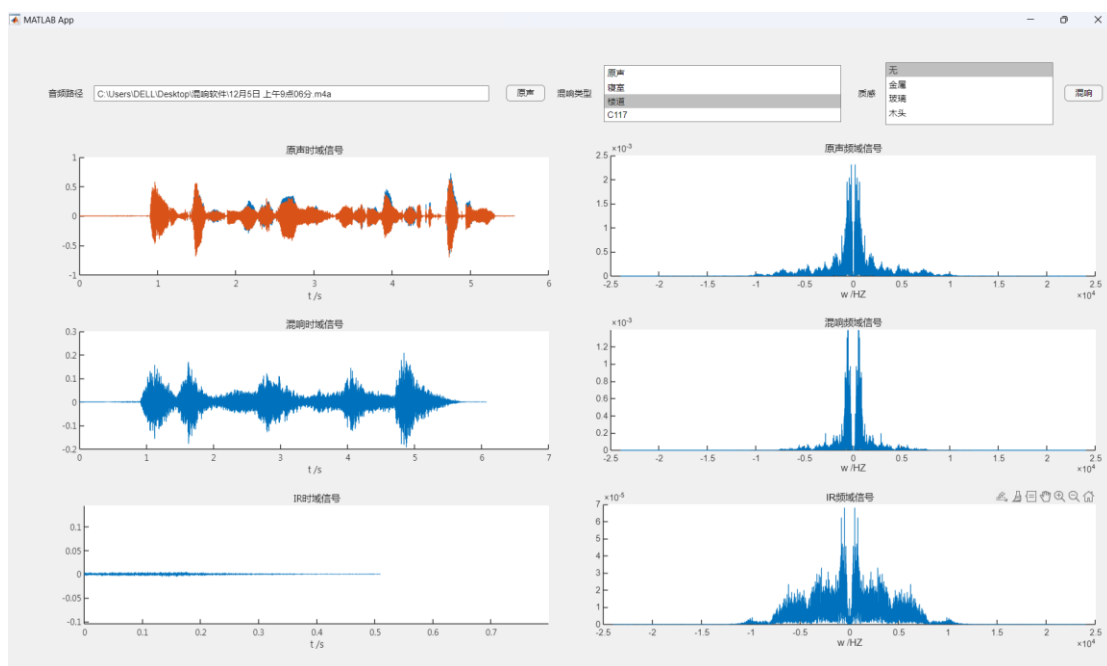 MATLAB App
音频路径 C:\Users\DELL\Desktop\混响软件\12月5日 上午9点06分.m4a 原声 混响类型
原声
寝室
楼道
C117
质感
无
金属
玻璃
木头
混响
原声时域信号
1
0.5
0
-0.5
-1
0 1 2 3 4 5 6
t /s
原声频域信号
×10-3
2.5
2
1.5
1
0.5
0
-2.5 -2 -1.5 -1 -0.5 0 0.5 1 1.5 2 2.5
w /HZ
×10⁴
混响时域信号
0.3
0.2
0.1
0
-0.1
-0.2
0 1 2 3 4 5 6 7
t /s
混响频域信号
×10-3
1.2
1
0.8
0.6
0.4
0.2
0
-2.5 -2 -1.5 -1 -0.5 0 0.5 1 1.5 2 2.5
w /HZ
×10⁴
IR时域信号
0.1
0.05
0
-0.05
-0.1
0 0.1 0.2 0.3 0.4 0.5 0.6 0.7
t /s
IR频域信号
×10-5
7
6
5
4
3
2
1
-2.5 -2 -1.5 -1 -0.5 0 0.5 1 1.5 2 2.5
w /HZ
×10⁴